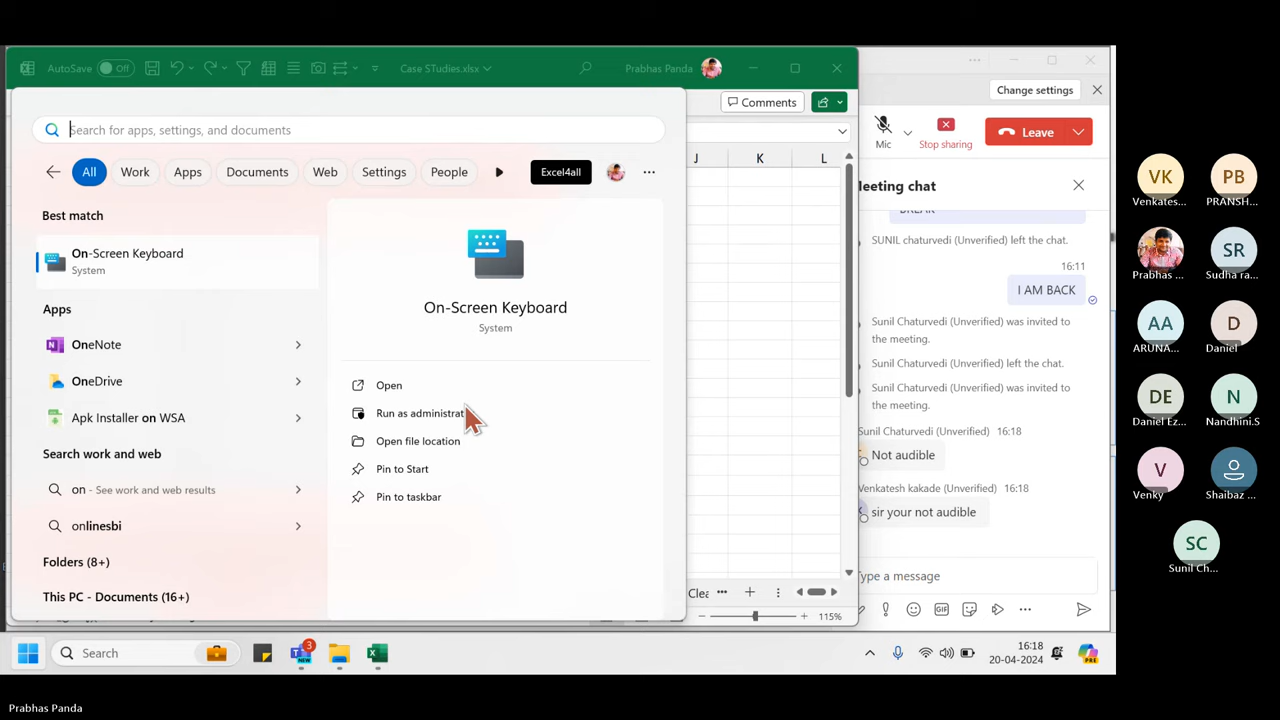 AutoSave
Off
Case STudies.xlsx
Prabhas Panda
Comments
Search for apps, settings, and documents
All
Work
Apps
Documents
Web
Settings
People
Excel4all
Best match
On-Screen Keyboard
System
Apps
OneNote
OneDrive
Apk Installer on WSA
Search work and web
on - See work and web results
onlinesbi
Folders (8+)
This PC - Documents (16+)
On-Screen Keyboard
System
Open
Run as administrat
Open file location
Pin to Start
Pin to taskbar
J
K
L
Clea
115%
Change settings
Mic
Stop sharing
Leave
eeting chat
BREAK
SUNIL chaturvedi (Unverified) left the chat.
16:11
I AM BACK
Sunil Chaturvedi (Unverified) was invited to
the meeting.
Sunil Chaturvedi (Unverified) left the chat.
Sunil Chaturvedi (Unverified) was invited to
the meeting.
Sunil Chaturvedi (Unverified) 16:18
Not audible
Venkatesh kakade (Unverified) 16:18
sir your not audible
Type a message
VK
Venkates...
PB
PRANSH...
Prabhas ...
SR
Sudha ra...
AA
ARUNA...
D
Daniel
DE
Daniel Ez...
N
Nandhini.S
V
Venky
Shaibaz ...
SC
Sunil Ch...
Search
NEW
3
16:18
20-04-2024
PRE
Prabhas Panda